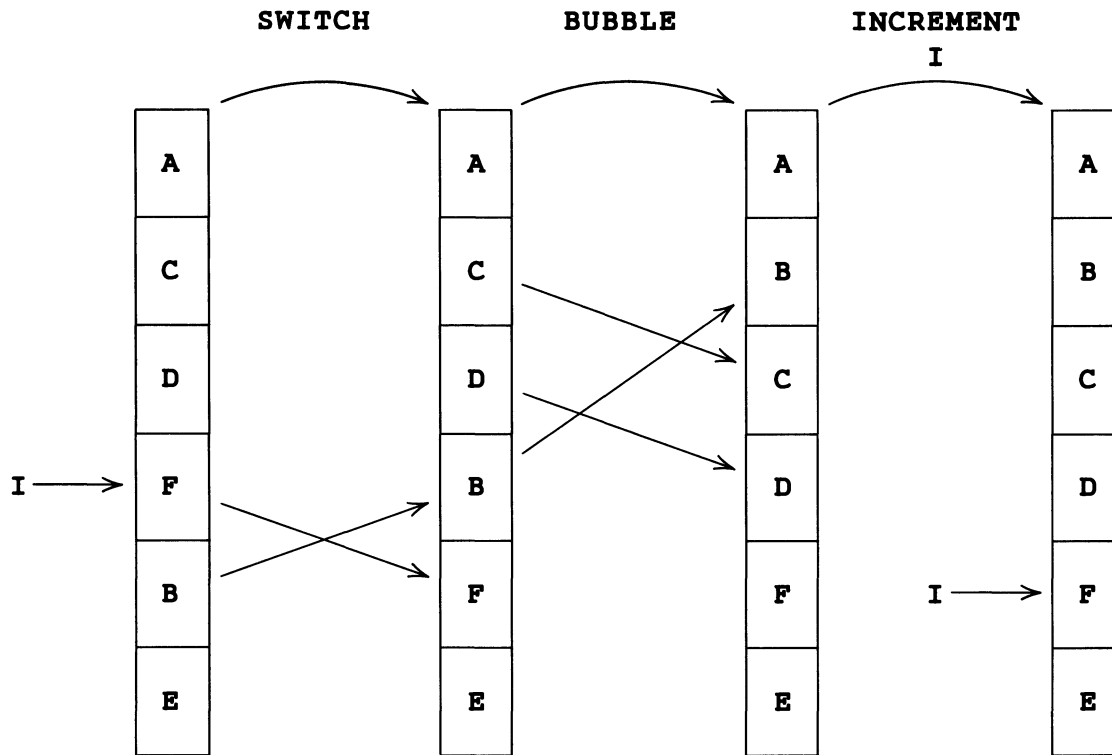 SWITCH BUBBLE INCREMENT
I
A A A A
C C B B
D D C C
I F B D D
B F F I F
E E E E